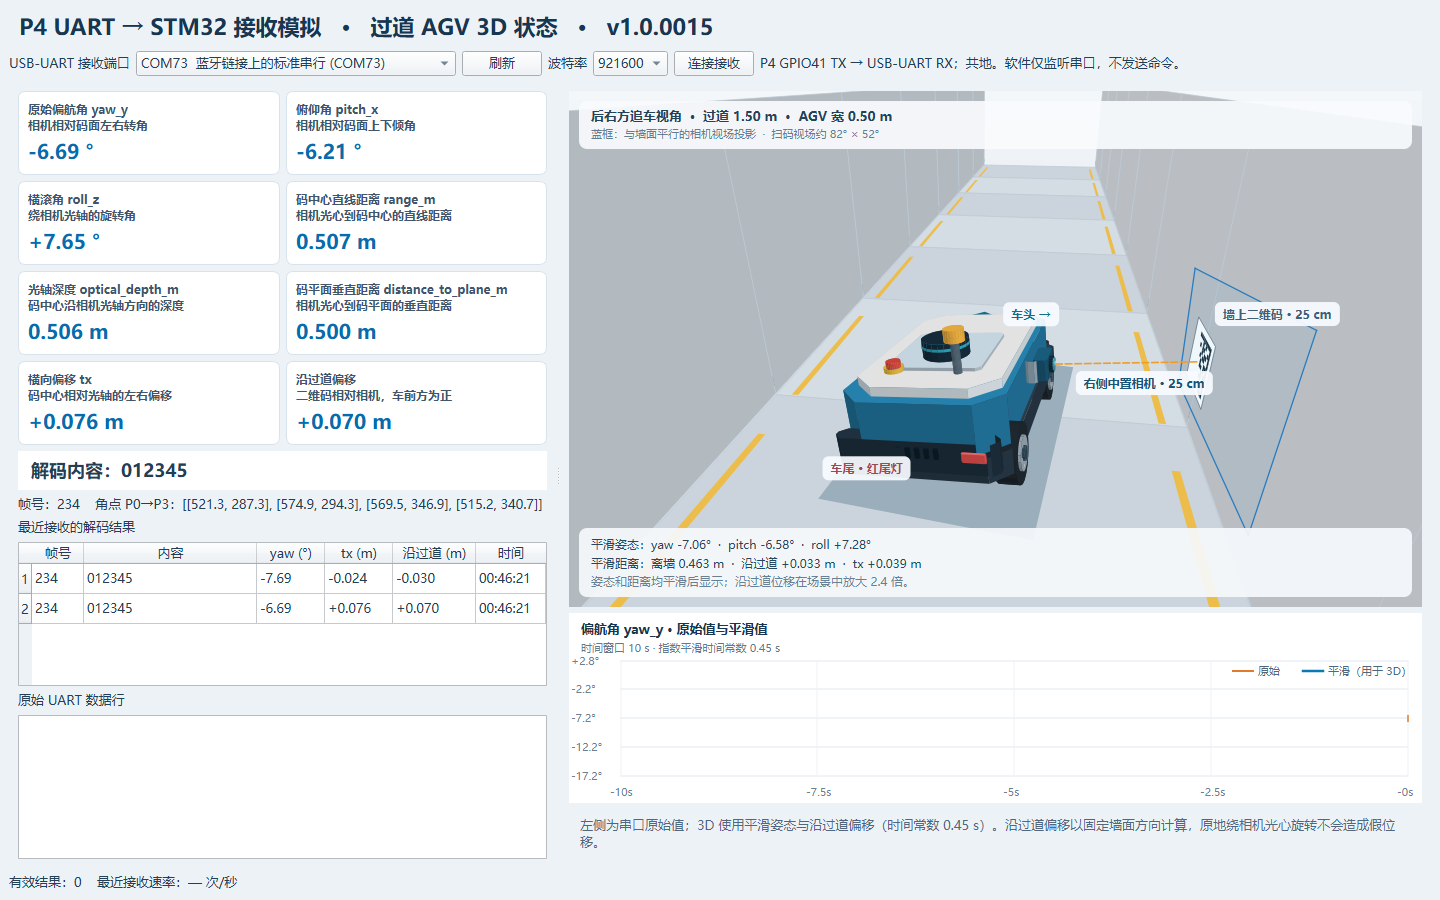 P4 UART → STM32 接收模拟 • 过道 AGV 3D 状态 • v1.0.0015
USB-UART 接收端口 COM73 蓝牙链接上的标准串行 (COM73) 刷新 波特率 921600 连接接收 P4 GPIO41 TX → USB-UART RX；共地。软件仅监听串口，不发送命令。
原始偏航角 yaw_y
相机相对码面左右转角
-6.69 °
俯仰角 pitch_x
相机相对码面上下倾角
-6.21 °
横滚角 roll_z
绕相机光轴的旋转角
+7.65 °
码中心直线距离 range_m
相机光心到码中心的直线距离
0.507 m
光轴深度 optical_depth_m
码中心沿相机光轴方向的深度
0.506 m
码平面垂直距离 distance_to_plane_m
相机光心到码平面的垂直距离
0.500 m
横向偏移 tx
码中心相对光轴的左右偏移
+0.076 m
沿过道偏移
二维码相对相机，车前方为正
+0.070 m
解码内容：012345
帧号：234 角点 P0→P3：[[521.3, 287.3], [574.9, 294.3], [569.5, 346.9], [515.2, 340.7]]
最近接收的解码结果
帧号 内容 yaw (°) tx (m) 沿过道 (m) 时间
1 234 012345 -7.69 -0.024 -0.030 00:46:21
2 234 012345 -6.69 +0.076 +0.070 00:46:21
原始 UART 数据行
有效结果：0 最近接收速率：— 次/秒
后右方追车视角 • 过道 1.50 m • AGV 宽 0.50 m
蓝框：与墙面平行的相机视场投影 · 扫码视场约 82° × 52°
车头 →
墙上二维码 • 25 cm
右侧中置相机 • 25 cm
车尾 • 红尾灯
平滑姿态：yaw -7.06° · pitch -6.58° · roll +7.28°
平滑距离：离墙 0.463 m · 沿过道 +0.033 m · tx +0.039 m
姿态和距离均平滑后显示；沿过道位移在场景中放大 2.4 倍。
偏航角 yaw_y • 原始值与平滑值
时间窗口 10 s · 指数平滑时间常数 0.45 s
原始 平滑（用于 3D）
+2.8°
-2.2°
-7.2°
-12.2°
-17.2°
-10s -7.5s -5s -2.5s -0s
左侧为串口原始值；3D 使用平滑姿态与沿过道偏移（时间常数 0.45 s）。沿过道偏移以固定墙面方向计算，原地绕相机光心旋转不会造成假位
移。